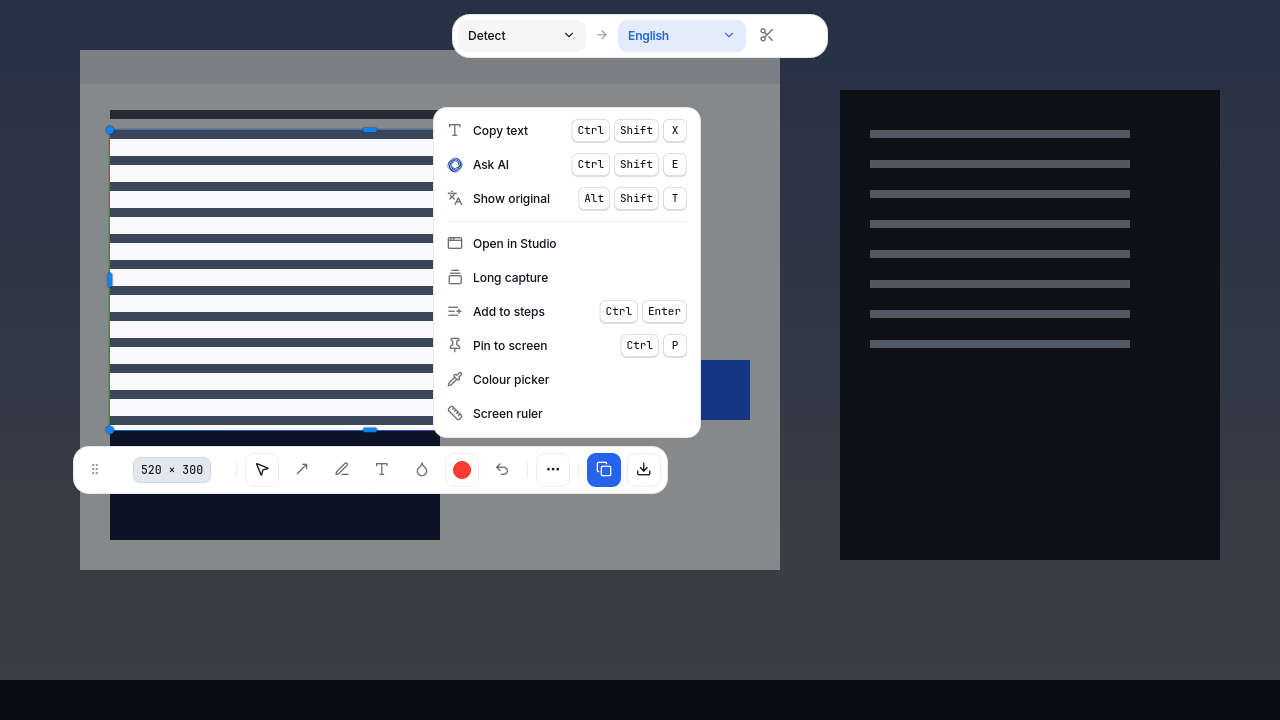 Detect
English
Copy text Ctrl Shift X
Ask AI Ctrl Shift E
Show original Alt Shift T
Open in Studio
Long capture
Add to steps Ctrl Enter
Pin to screen Ctrl P
Colour picker
Screen ruler
520 × 300